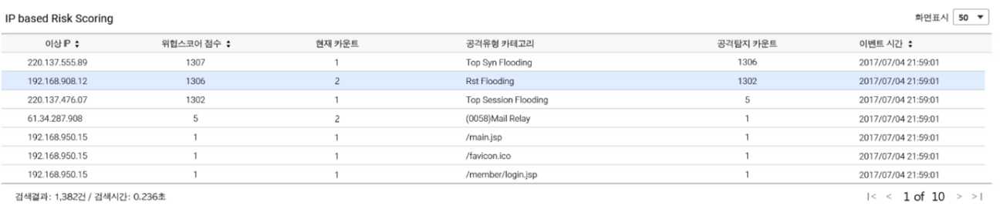 IP based Risk Scoring
화면표시 50
이상 IP 위협스코어 점수 현재 카운트 공격유형 카테고리 공격탐지 카운트 이벤트 시간
220.137.555.89 1307 1 Top Syn Flooding 1306 2017/07/04 21:59:01
192.168.908.12 1306 2 Rst Flooding 1302 2017/07/04 21:59:01
220.137.476.07 1302 1 Top Session Flooding 5 2017/07/04 21:59:01
61.34.287.908 5 2 (0058)Mail Relay 1 2017/07/04 21:59:01
192.168.950.15 1 1 /main.jsp 1 2017/07/04 21:59:01
192.168.950.15 1 1 /favicon.ico 1 2017/07/04 21:59:01
192.168.950.15 1 1 /member/login.jsp 1 2017/07/04 21:59:01
검색결과: 1,382건 / 검색시간: 0.236초 |< < 1 of 10 > >|